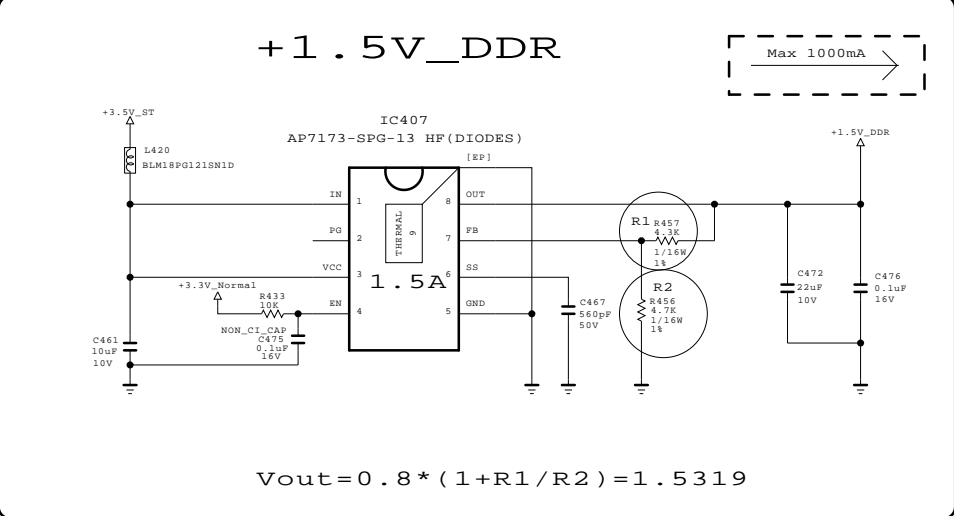 +1.5V_DDR
Max 1000mA
+3.5V_ST
IC407
AP7173-SPG-13 HF(DIODES)
+1.5V_DDR
L420
BLM18PG121SN1D
[EP]
IN
1
8
OUT
THERMAL
9
R1
R457
4.3K
1/16W
1%
PG
2
7
FB
VCC
3
6
SS
1.5A
+3.3V_Normal
R433
10K
EN
4
5
GND
C467
560pF
50V
R2
R456
4.7K
1/16W
1%
C472
22uF
10V
C476
0.1uF
16V
NON_CI_CAP
C475
0.1uF
16V
C461
10uF
10V
Vout=0.8*(1+R1/R2)=1.5319